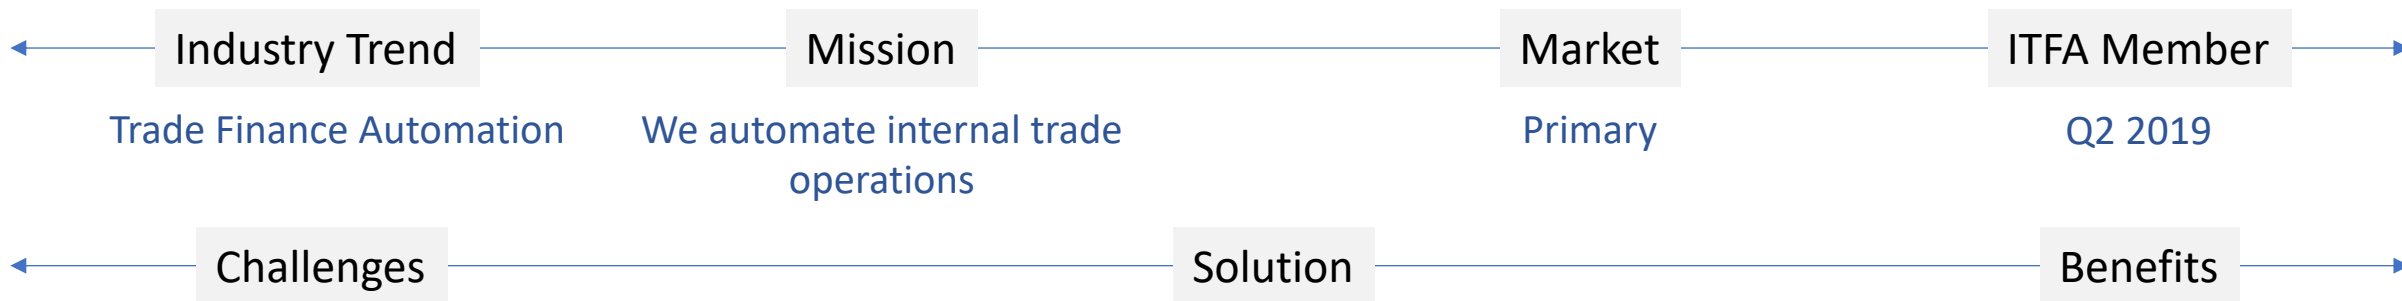 Industry Trend
Mission
Market
ITFA Member
Trade Finance Automation
We automate internal trade
operations
Primary
Q2 2019
Challenges
Solution
Benefits